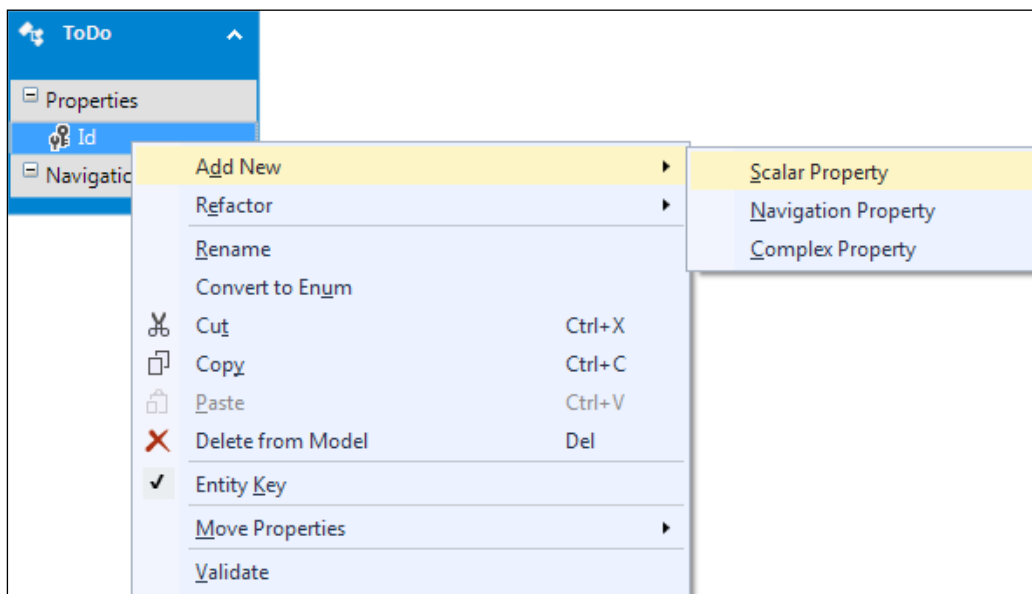 ToDo
Properties
Id
Navigatic
Add New
Scalar Property
Refactor
Navigation Property
Rename
Complex Property
Convert to Enum
Cut Ctrl+X
Copy Ctrl+C
Paste Ctrl+V
Delete from Model Del
Entity Key
Move Properties
Validate